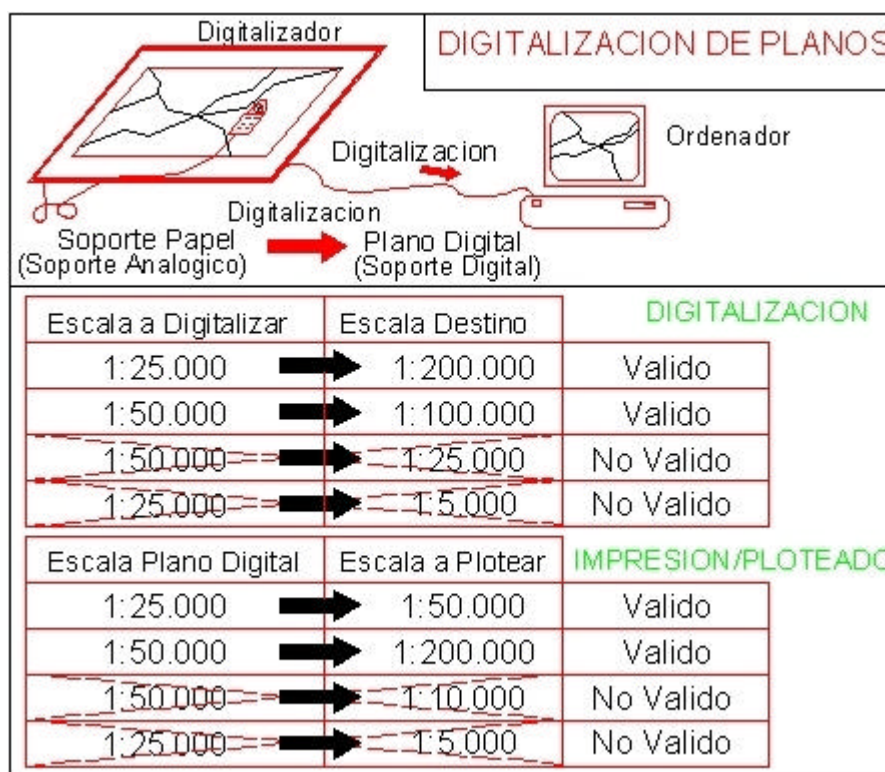 Digitalizador
DIGITALIZACION DE PLANOS
Ordenador
Digitalizacion
Digitalizacion
Soporte Papel
(Soporte Analogico)
Plano Digital
(Soporte Digital)
DIGITALIZACION
Escala a Digitalizar Escala Destino
1:25.000 1:200.000 Valido
1:50.000 1:100.000 Valido
1:50.000 1:25.000 No Valido
1:25.000 1:5.000 No Valido
Escala Plano Digital Escala a Plotear IMPRESION/PLOTEADO
1:25.000 1:50.000 Valido
1:50.000 1:200.000 Valido
1:50.000 1:10.000 No Valido
1:25.000 1:5.000 No Valido